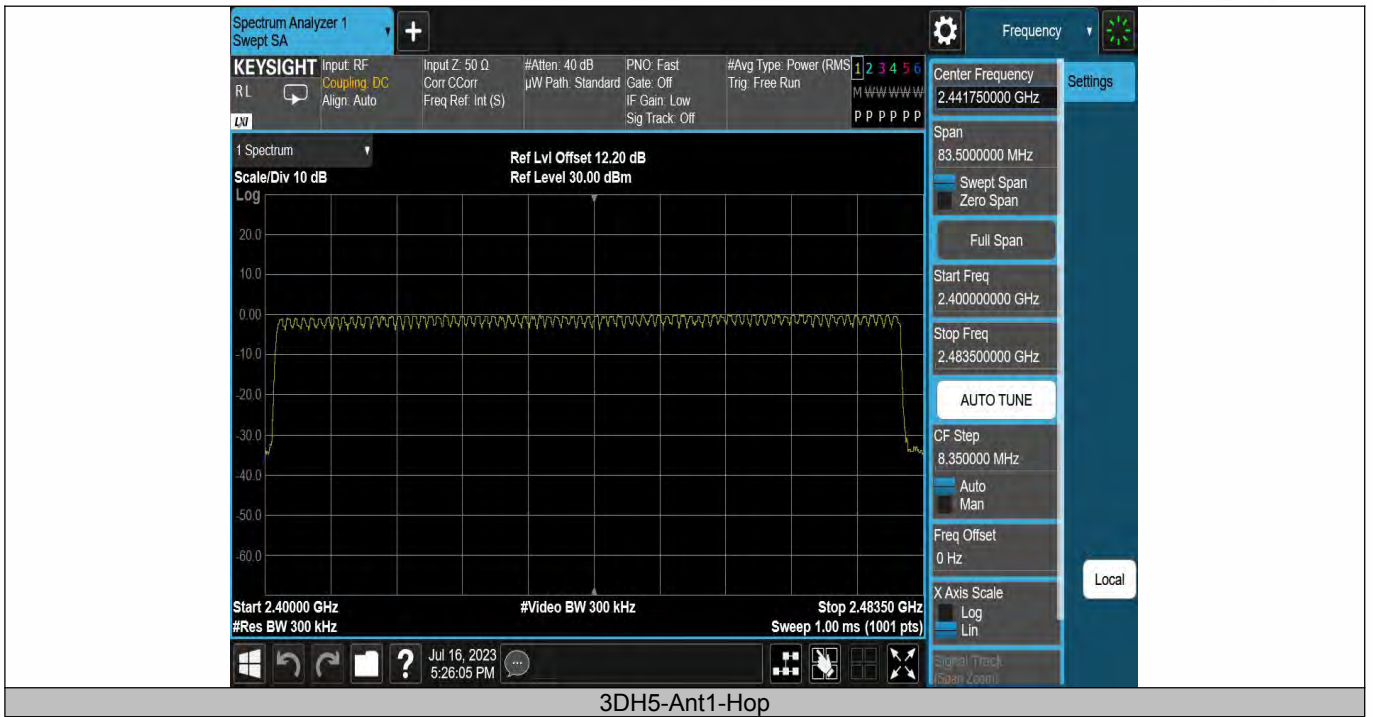 Spectrum Analyzer 1
Swept SA
+
Frequency
KEYSIGHT
RL
LXI
Input: RF
Coupling: DC
Align: Auto
Input Z: 50 Ω
Corr CCorr
Freq Ref: Int (S)
#Atten: 40 dB
µW Path: Standard
PNO: Fast
Gate: Off
IF Gain: Low
Sig Track: Off
#Avg Type: Power (RMS
Trig: Free Run
1 2 3 4 5 6
M W W W W W
P P P P P P
Center Frequency
2.441750000 GHz
Settings
Span
83.5000000 MHz
Swept Span
Zero Span
Full Span
Start Freq
2.400000000 GHz
Stop Freq
2.483500000 GHz
AUTO TUNE
CF Step
8.350000 MHz
Auto
Man
Freq Offset
0 Hz
X Axis Scale
Log
Lin
Signal Track
(Span Zoom)
Local
1 Spectrum
Scale/Div 10 dB
Ref Lvl Offset 12.20 dB
Ref Level 30.00 dBm
Log
20.0
10.0
0.00
-10.0
-20.0
-30.0
-40.0
-50.0
-60.0
Start 2.40000 GHz
#Video BW 300 kHz
Stop 2.48350 GHz
#Res BW 300 kHz
Sweep 1.00 ms (1001 pts)
?
Jul 16, 2023
5:26:05 PM
3DH5-Ant1-Hop